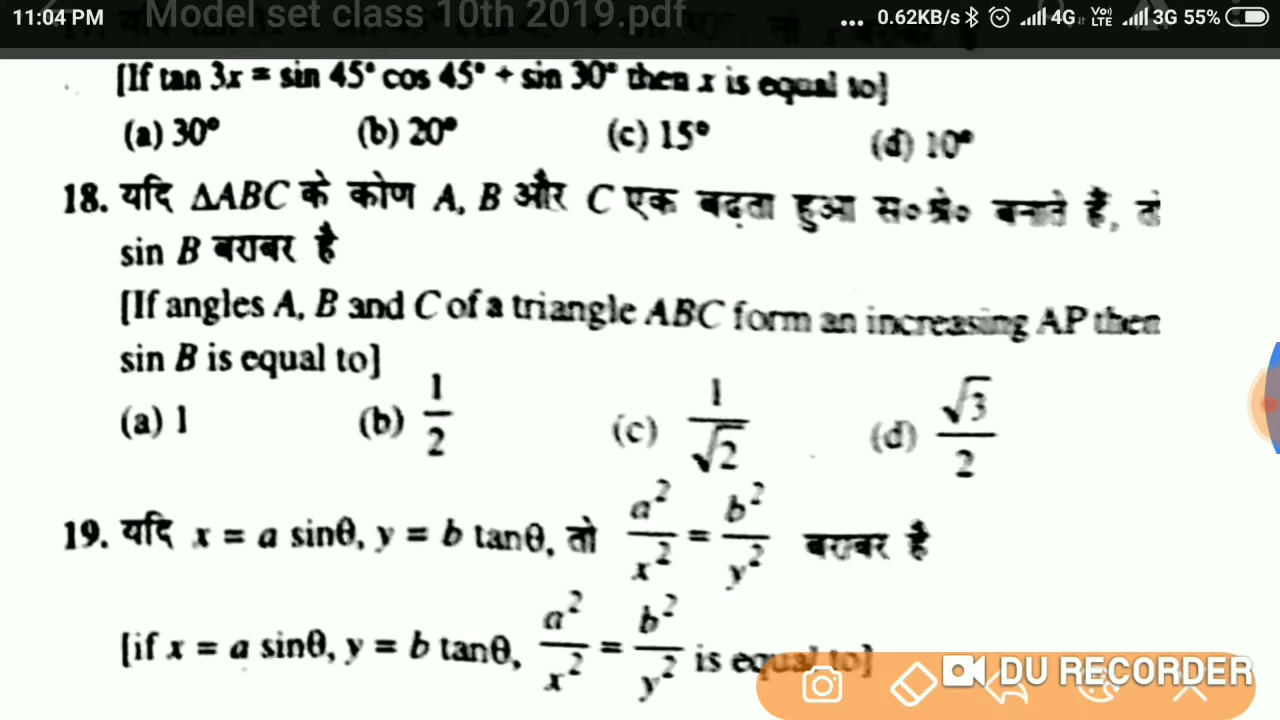 11:04 PM Model set class 10th 2019.pdf ... 0.62KB/s 4G VoLTE 3G 55%
[If tan 3x = sin 45° cos 45° + sin 30° then x is equal to]
(a) 30° (b) 20° (c) 15° (d) 10°
18. यदि ΔABC के कोण A, B और C एक बढ़ता हुआ स० श्रे० बनाते हैं, तो
sin B बराबर है
[If angles A, B and C of a triangle ABC form an increasing AP then
sin B is equal to]
(a) 1 (b) 1/2 (c) 1/√2 (d) √3/2
19. यदि x = a sinθ, y = b tanθ, तो a²/x² = b²/y² बराबर है
[if x = a sinθ, y = b tanθ, a²/x² = b²/y² is equal to]
DU RECORDER